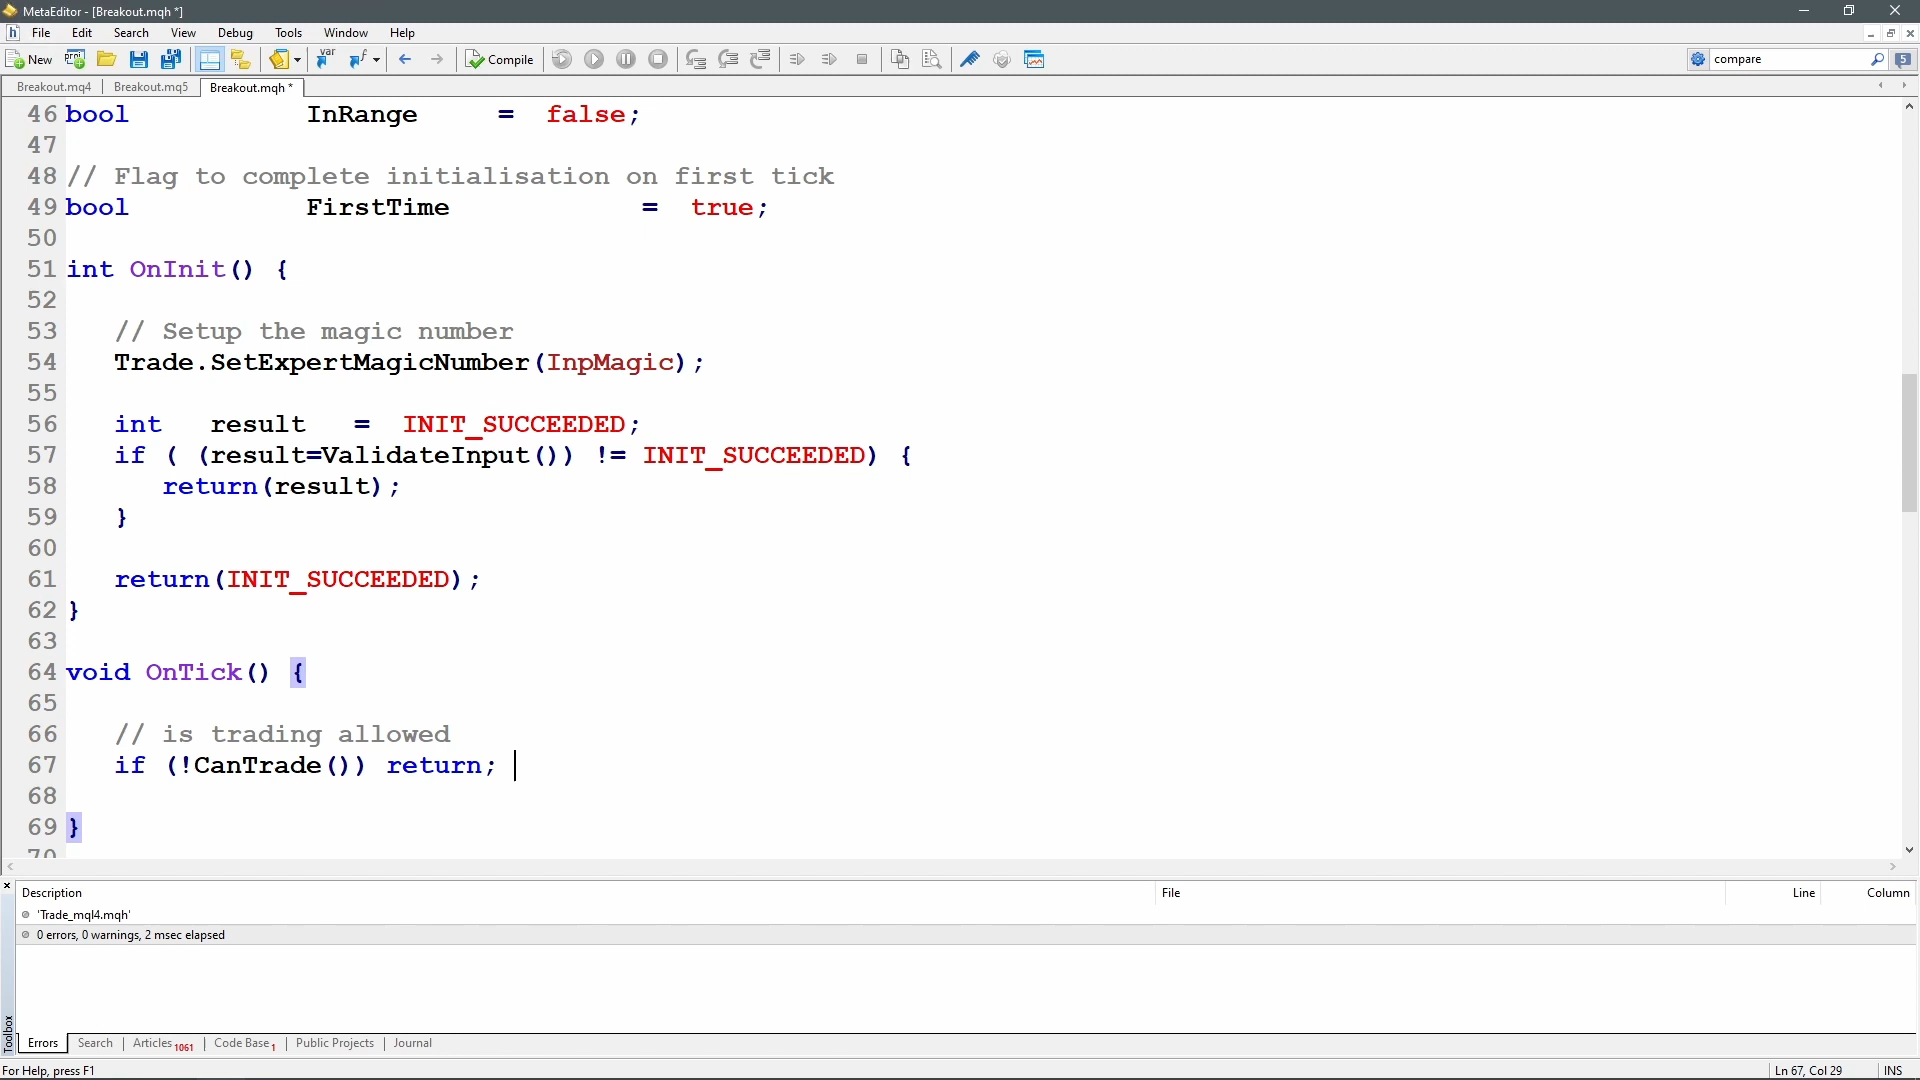 MetaEditor - [Breakout.mqh *]
File Edit Search View Debug Tools Window Help
New Compile compare 5
Breakout.mq4 Breakout.mq5 Breakout.mqh *
46 bool InRange = false;
47
48 // Flag to complete initialisation on first tick
49 bool FirstTime = true;
50
51 int OnInit() {
52
53 // Setup the magic number
54 Trade.SetExpertMagicNumber(InpMagic);
55
56 int result = INIT_SUCCEEDED;
57 if ( (result=ValidateInput()) != INIT_SUCCEEDED) {
58 return(result);
59 }
60
61 return(INIT_SUCCEEDED);
62 }
63
64 void OnTick() {
65
66 // is trading allowed
67 if (!CanTrade()) return;
68
69 }
70
Description File Line Column
'Trade_mql4.mqh'
0 errors, 0 warnings, 2 msec elapsed
Toolbox
Errors Search Articles 1061 Code Base 1 Public Projects Journal
For Help, press F1 Ln 67, Col 29 INS